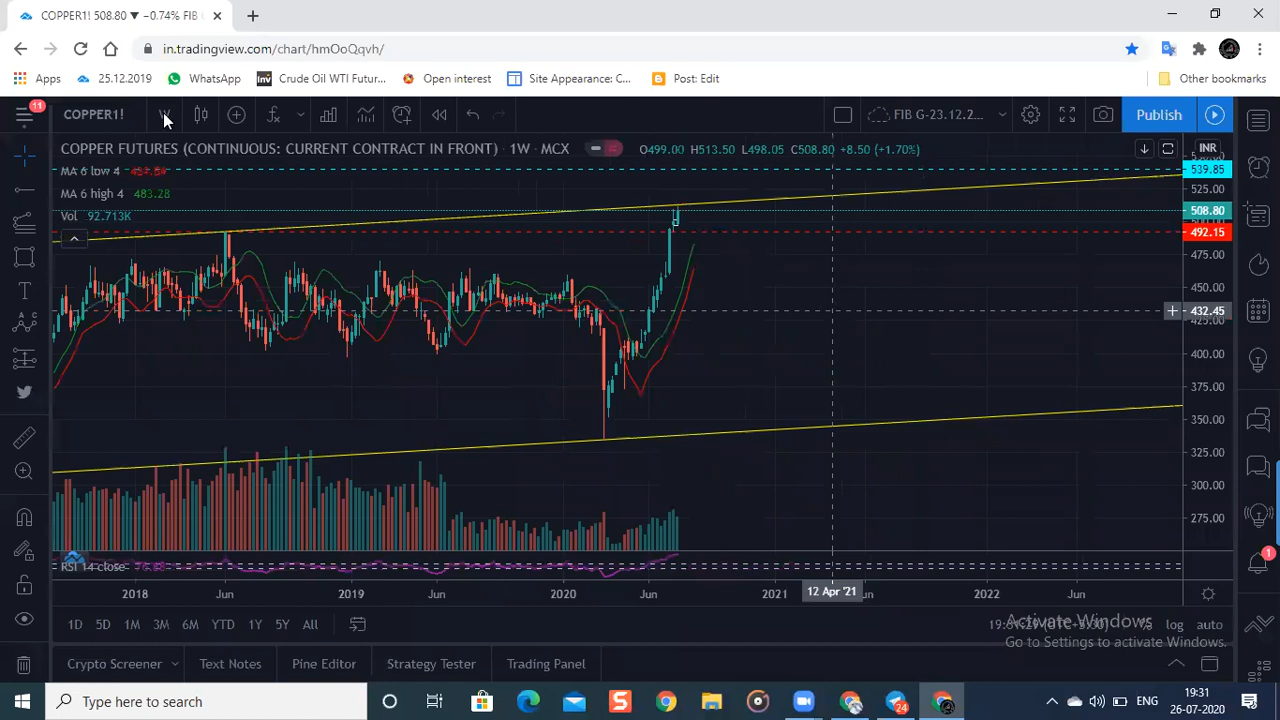 COPPER1! 508.80 ▼ −0.74% FIB G
in.tradingview.com/chart/hmOoQqvh/
Apps
25.12.2019
WhatsApp
Inv
Crude Oil WTI Futur...
Open interest
Site Appearance: C...
Post: Edit
Other bookmarks
11
COPPER1!
W
FIB G-23.12.2...
Publish
COPPER FUTURES (CONTINUOUS: CURRENT CONTRACT IN FRONT) · 1W · MCX
O499.00 H513.50 L498.05 C508.80 +8.50 (+1.70%)
INR
MA 6 low 4
MA 6 high 4 483.28
Vol 92.713K
539.85
525.00
508.80
492.15
475.00
450.00
432.45
425.00
400.00
375.00
350.00
325.00
300.00
275.00
RSI 14 close
2018
Jun
2019
Jun
2020
Jun
2021
12 Apr '21
2022
Jun
1D 5D 1M 3M 6M YTD 1Y 5Y All
% log auto
Activate Windows
Go to Settings to activate Windows.
Crypto Screener
Text Notes
Pine Editor
Strategy Tester
Trading Panel
1
Type here to search
24
ENG
19:31
26-07-2020